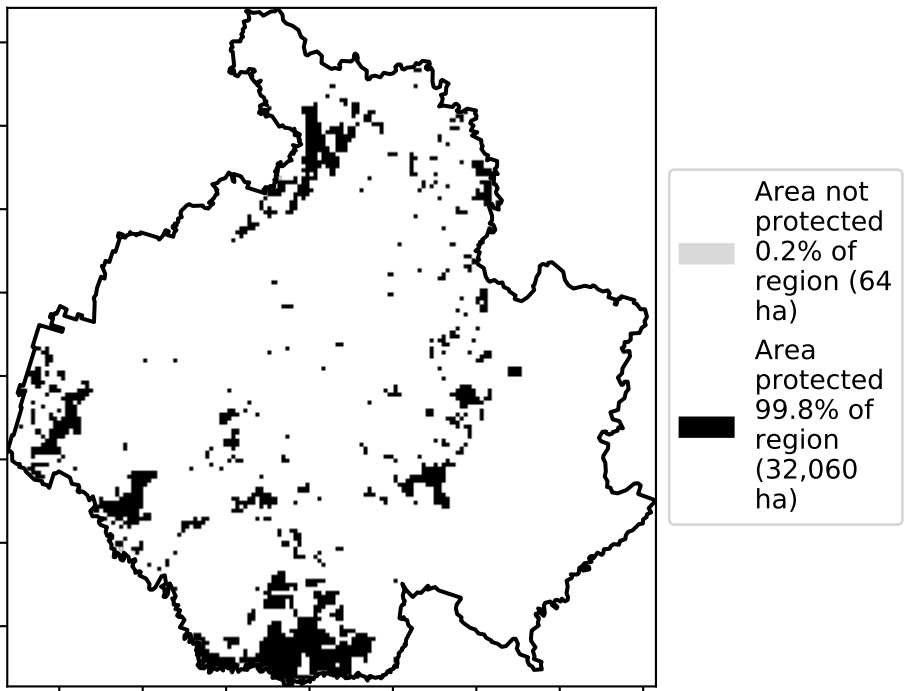 Area not
protected
0.2% of
region (64
ha)
Area
protected
99.8% of
region
(32,060
ha)